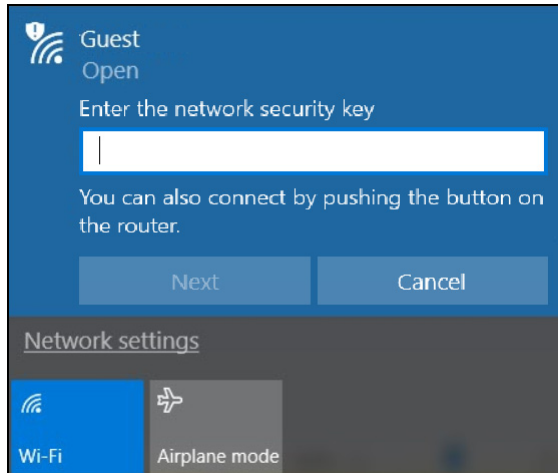 Guest
Open
Enter the network security key
You can also connect by pushing the button on
the router.
Next
Cancel
Network settings
Wi-Fi
Airplane mode